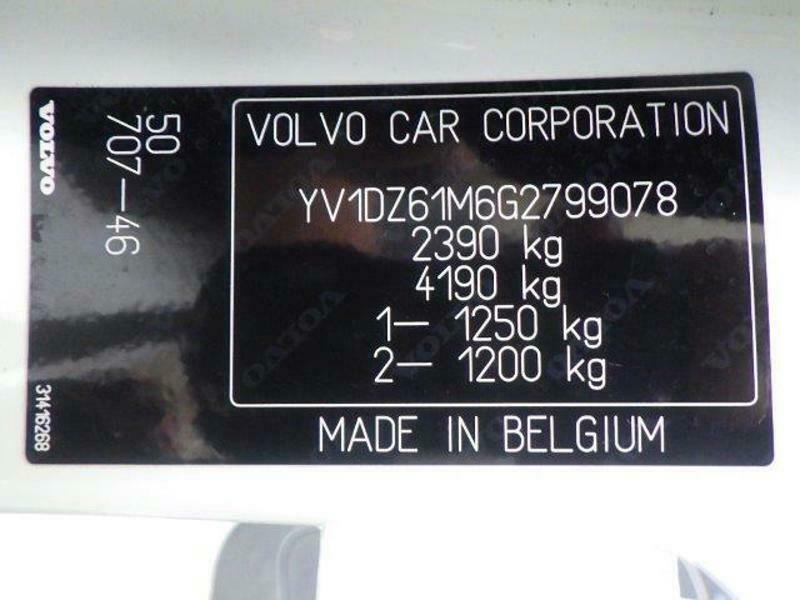 VOLVO
50
707-46
31416268
VOLVO CAR CORPORATION
YV1DZ61M6G2799078
2390 kg
4190 kg
1- 1250 kg
2- 1200 kg
MADE IN BELGIUM